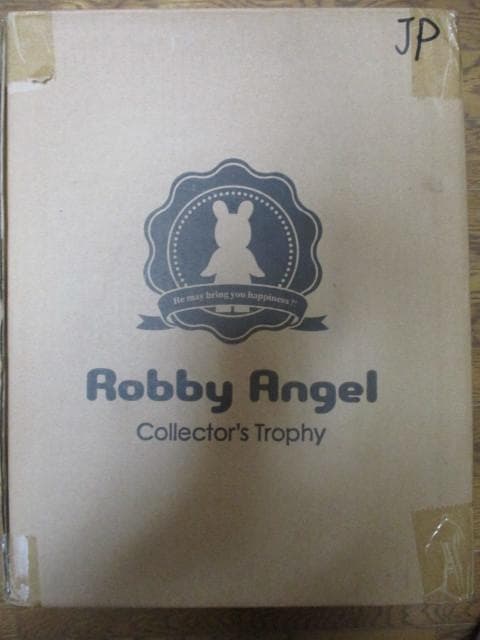 JP
He may bring you happiness?"
Robby Angel
Collector's Trophy